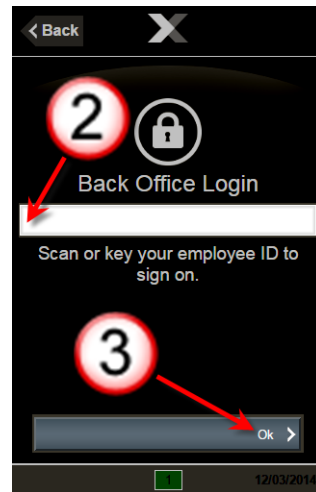 Back
2
Back Office Login
Scan or key your employee ID to
sign on.
3
Ok
1
12/03/2014